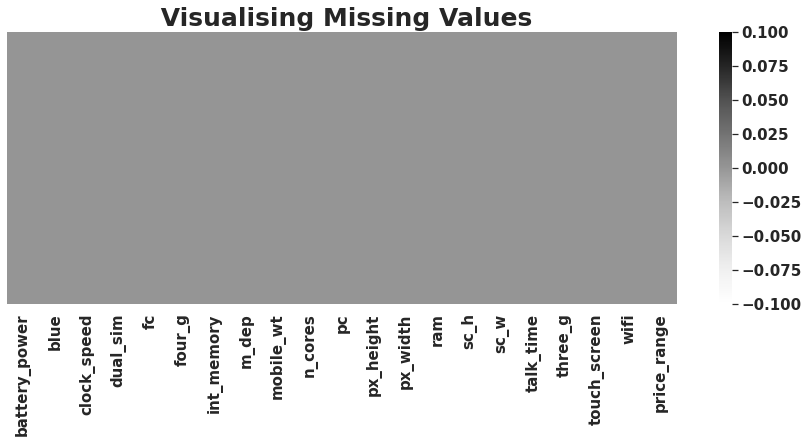 Visualising Missing Values
0.100
0.075
0.050
0.025
0.000
−0.025
−0.050
−0.075
−0.100
battery_power
blue
clock_speed
dual_sim
fc
four_g
int_memory
m_dep
mobile_wt
n_cores
pc
px_height
px_width
ram
sc_h
sc_w
talk_time
three_g
touch_screen
wifi
price_range